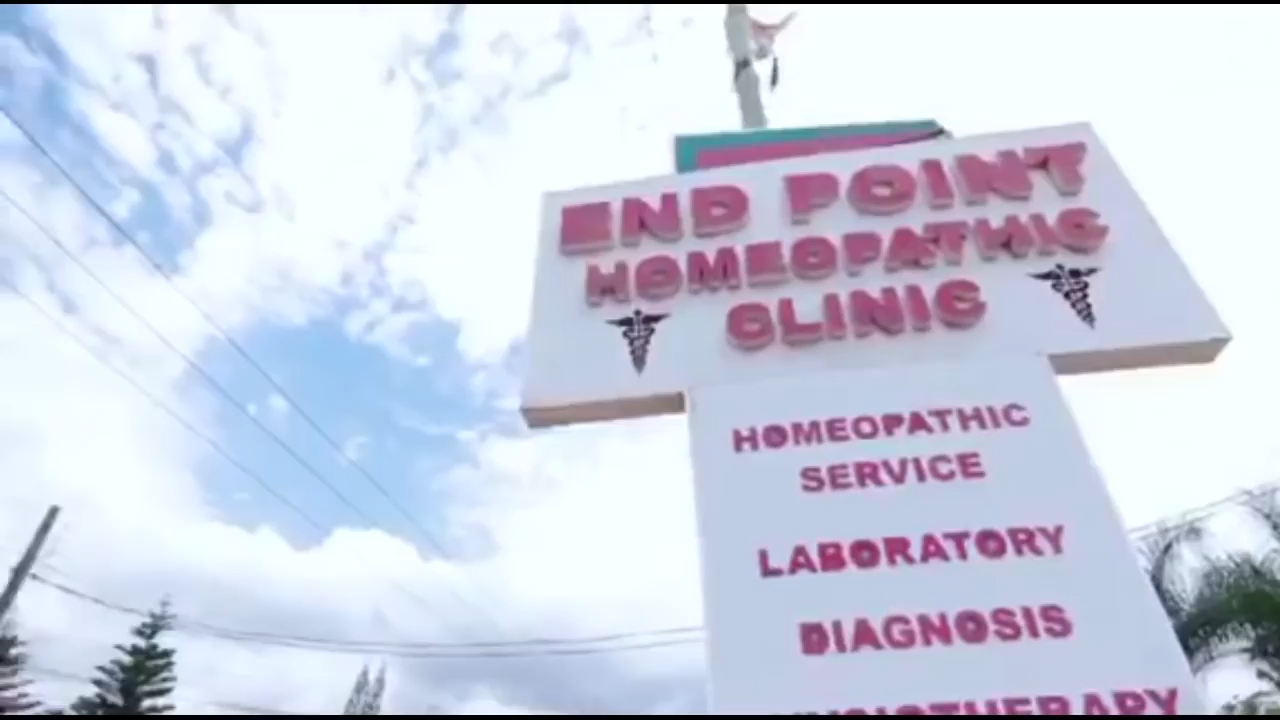 END POINT
HOMEOPATHIC
CLINIC
HOMEOPATHIC
SERVICE
LABORATORY
DIAGNOSIS